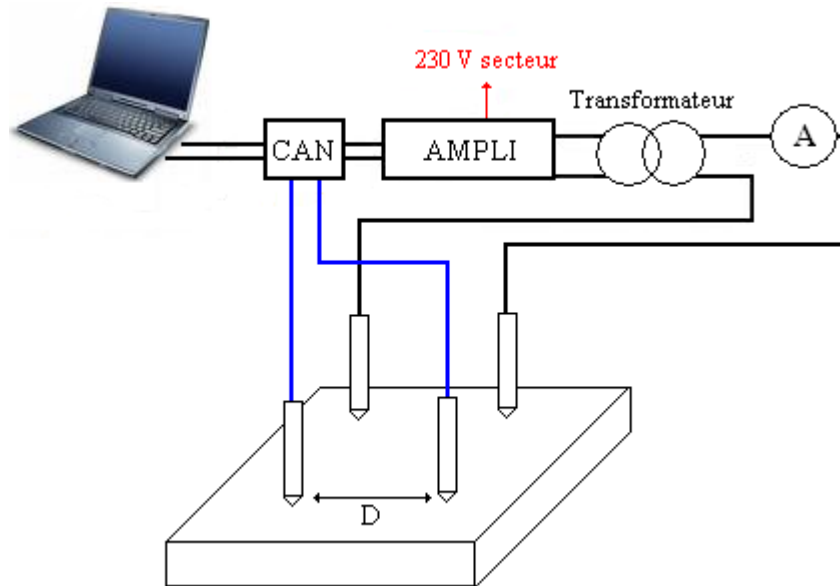 230 V secteur
Transformateur
CAN
AMPLI
A
D